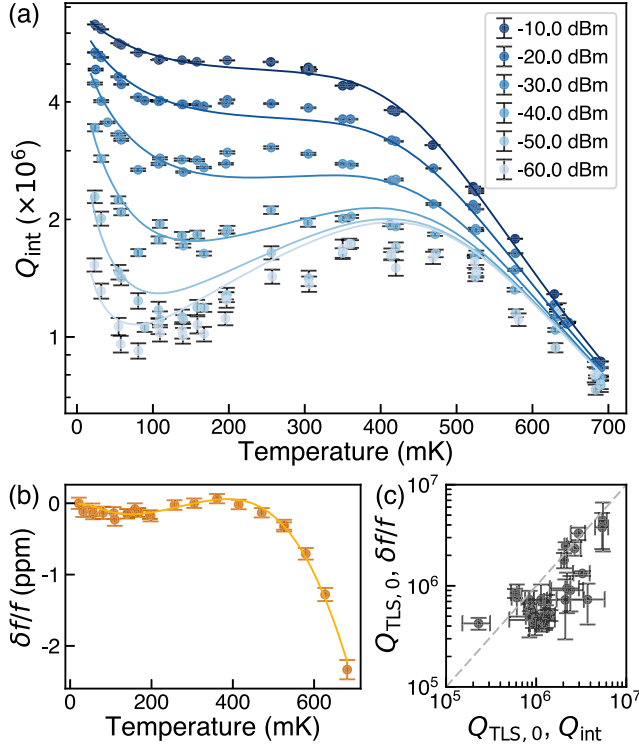 (a)
-10.0 dBm
-20.0 dBm
-30.0 dBm
-40.0 dBm
-50.0 dBm
-60.0 dBm
4
2
1
Q_int (×10^6)
0 100 200 300 400 500 600 700
Temperature (mK)
(b)
0
-1
-2
δf/f (ppm)
0 200 400 600
Temperature (mK)
(c)
10^7
10^6
10^5
Q_TLS, 0, δf/f
10^5 10^6 10^7
Q_TLS, 0, Q_int